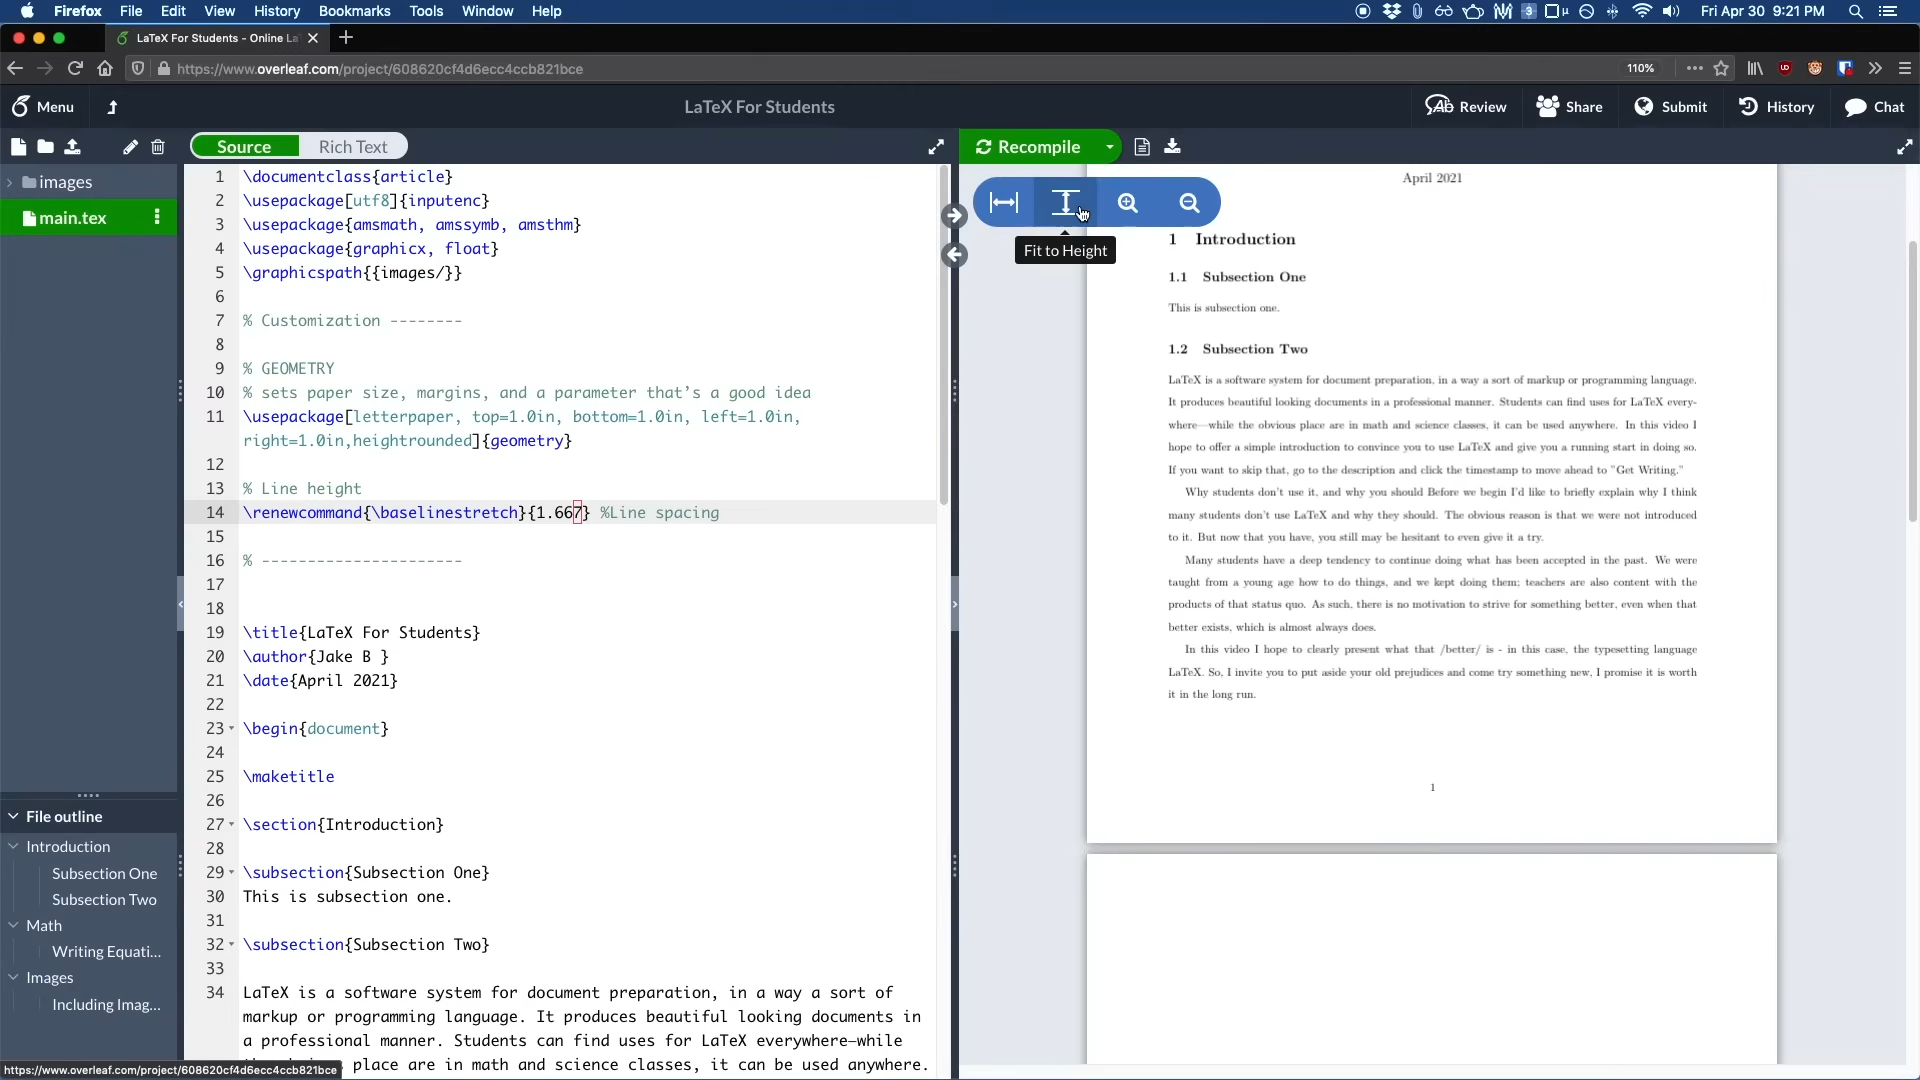 Firefox File Edit View History Bookmarks Tools Window Help
3
Fri Apr 30 9:21 PM
LaTeX For Students - Online La
https://www.overleaf.com/project/608620cf4d6ecc4ccb821bce
110%
Menu
LaTeX For Students
Review Share Submit History Chat
Source Rich Text
Recompile
images
main.tex
1 \documentclass{article}
2 \usepackage[utf8]{inputenc}
3 \usepackage{amsmath, amssymb, amsthm}
4 \usepackage{graphicx, float}
5 \graphicspath{{images/}}
6
7 % Customization --------
8
9 % GEOMETRY
10 % sets paper size, margins, and a parameter that's a good idea
11 \usepackage[letterpaper, top=1.0in, bottom=1.0in, left=1.0in,
right=1.0in,heightrounded]{geometry}
12
13 % Line height
14 \renewcommand{\baselinestretch}{1.667} %Line spacing
15
16 % ----------------------
17
18
19 \title{LaTeX For Students}
20 \author{Jake B }
21 \date{April 2021}
22
23 \begin{document}
24
25 \maketitle
26
27 \section{Introduction}
28
29 \subsection{Subsection One}
30 This is subsection one.
31
32 \subsection{Subsection Two}
33
34 LaTeX is a software system for document preparation, in a way a sort of
markup or programming language. It produces beautiful looking documents in
a professional manner. Students can find uses for LaTeX everywhere—while
place are in math and science classes, it can be used anywhere.
File outline
Introduction
Subsection One
Subsection Two
Math
Writing Equati...
Images
Including Imag...
https://www.overleaf.com/project/608620cf4d6ecc4ccb821bce
Fit to Height
April 2021
1 Introduction
1.1 Subsection One
This is subsection one.
1.2 Subsection Two
LaTeX is a software system for document preparation, in a way a sort of markup or programming language.
It produces beautiful looking documents in a professional manner. Students can find uses for LaTeX every-
where—while the obvious place are in math and science classes, it can be used anywhere. In this video I
hope to offer a simple introduction to convince you to use LaTeX and give you a running start in doing so.
If you want to skip that, go to the description and click the timestamp to move ahead to "Get Writing."
Why students don't use it, and why you should Before we begin I'd like to briefly explain why I think
many students don't use LaTeX and why they should. The obvious reason is that we were not introduced
to it. But now that you have, you still may be hesitant to even give it a try.
Many students have a deep tendency to continue doing what has been accepted in the past. We were
taught from a young age how to do things, and we kept doing them; teachers are also content with the
products of that status quo. As such, there is no motivation to strive for something better, even when that
better exists, which is almost always does.
In this video I hope to clearly present what that /better/ is - in this case, the typesetting language
LaTeX. So, I invite you to put aside your old prejudices and come try something new, I promise it is worth
it in the long run.
1